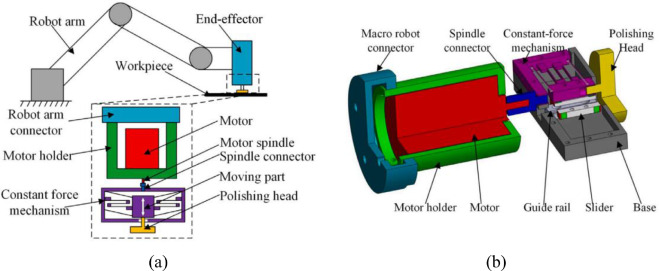 Robot arm
End-effector
Workpiece
Robot arm
connector
Motor
Motor holder
Motor spindle
Spindle connector
Moving part
Constant force
mechanism
Polishing head
(a)
Macro robot
connector
Spindle
connector
Constant-force
mechanism
Polishing
Head
Motor holder
Motor
Guide rail
Slider
Base
(b)